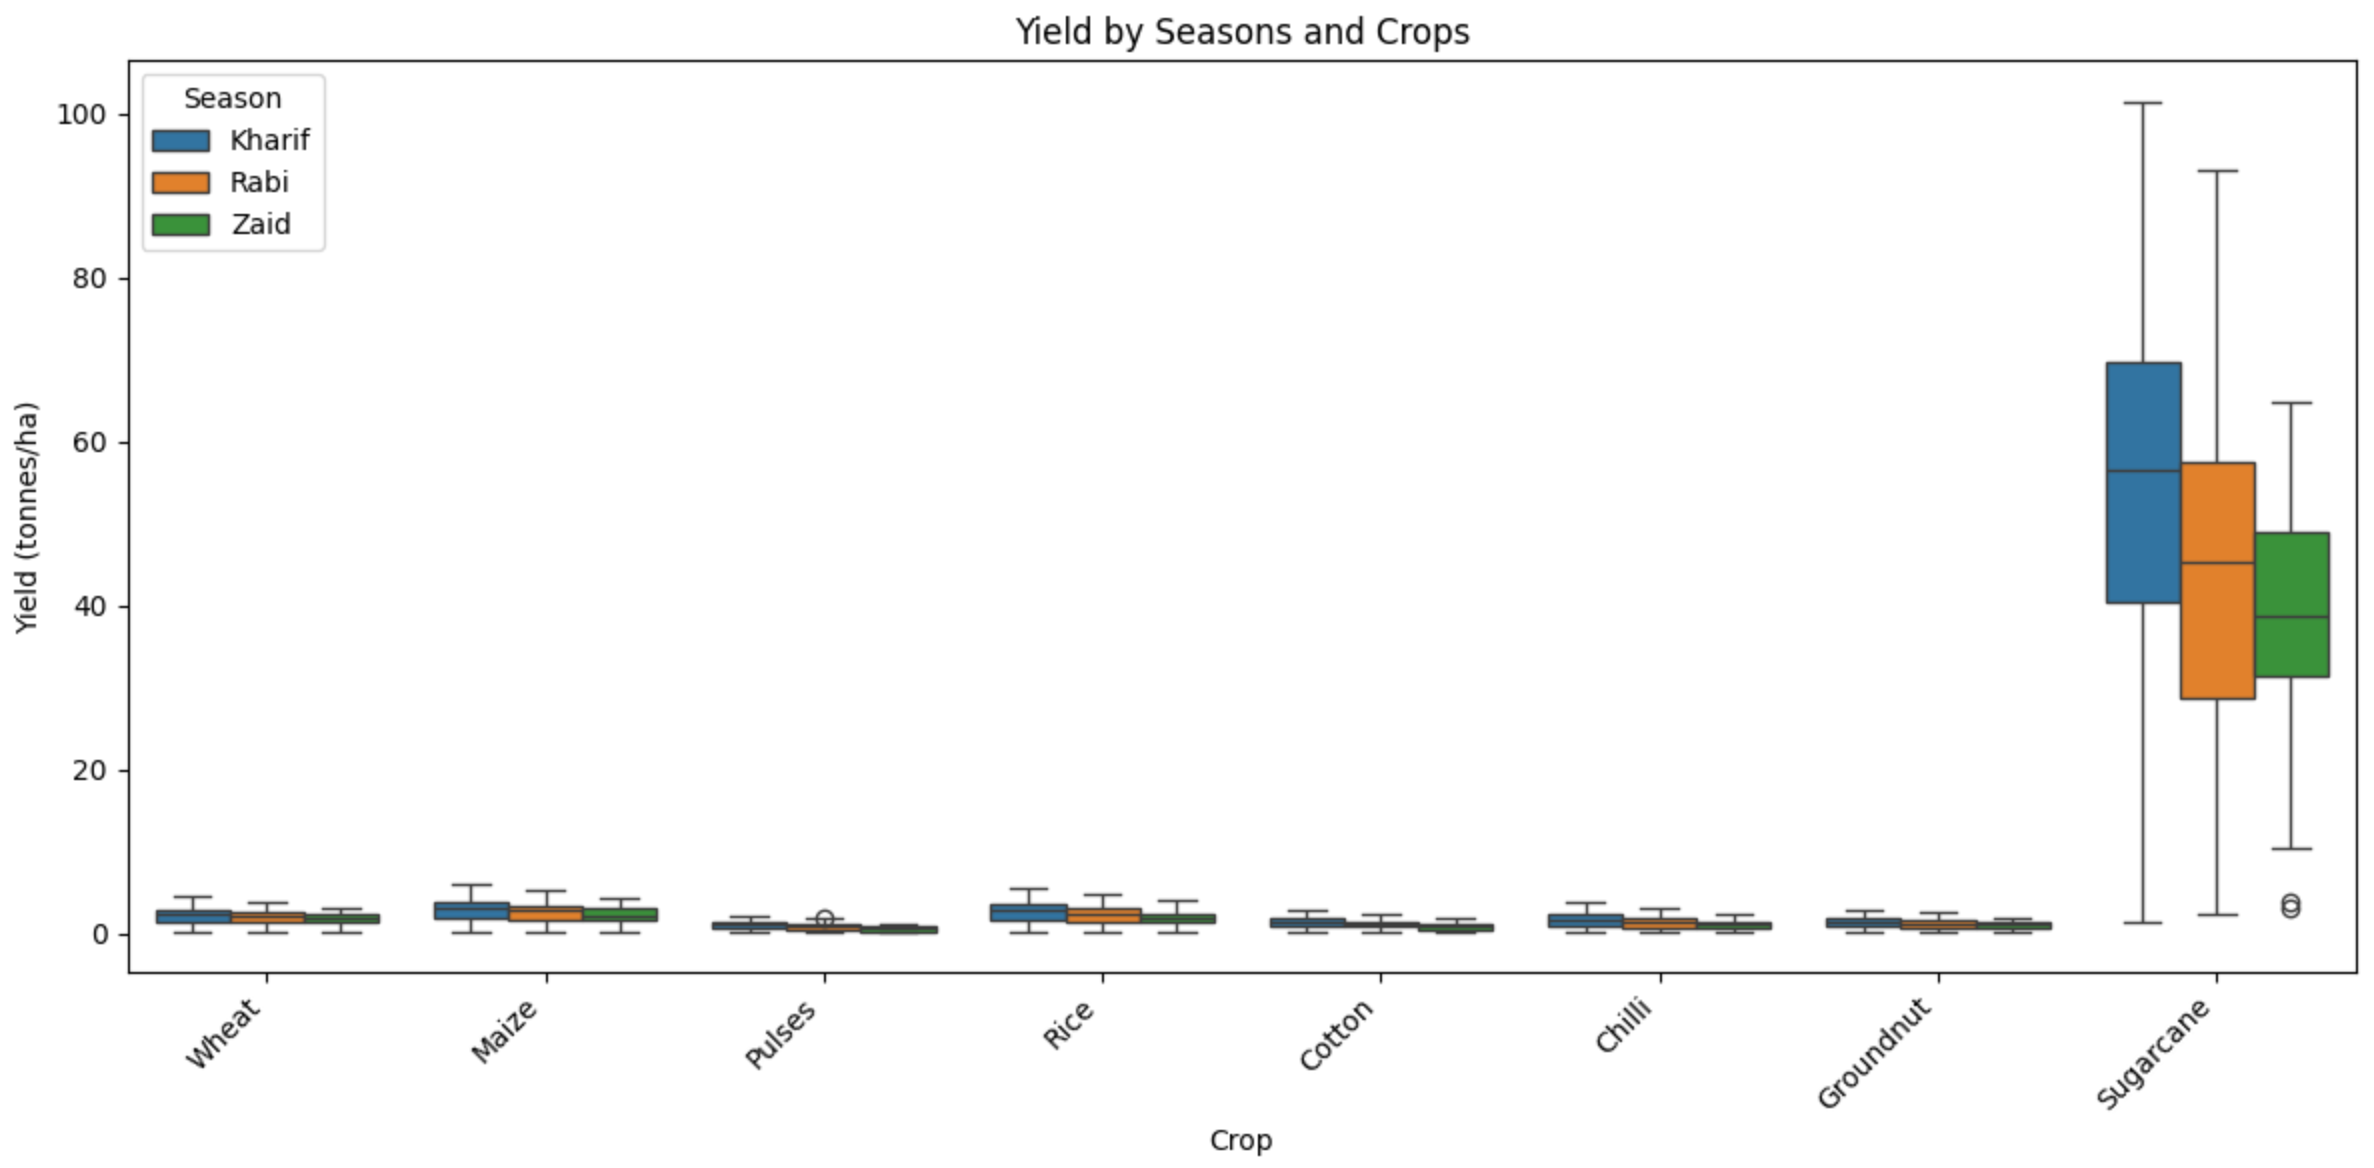 Yield by Seasons and Crops
Season
Kharif
Rabi
Zaid
Yield (tonnes/ha)
100
80
60
40
20
0
Wheat
Maize
Pulses
Rice
Cotton
Chilli
Groundnut
Sugarcane
Crop